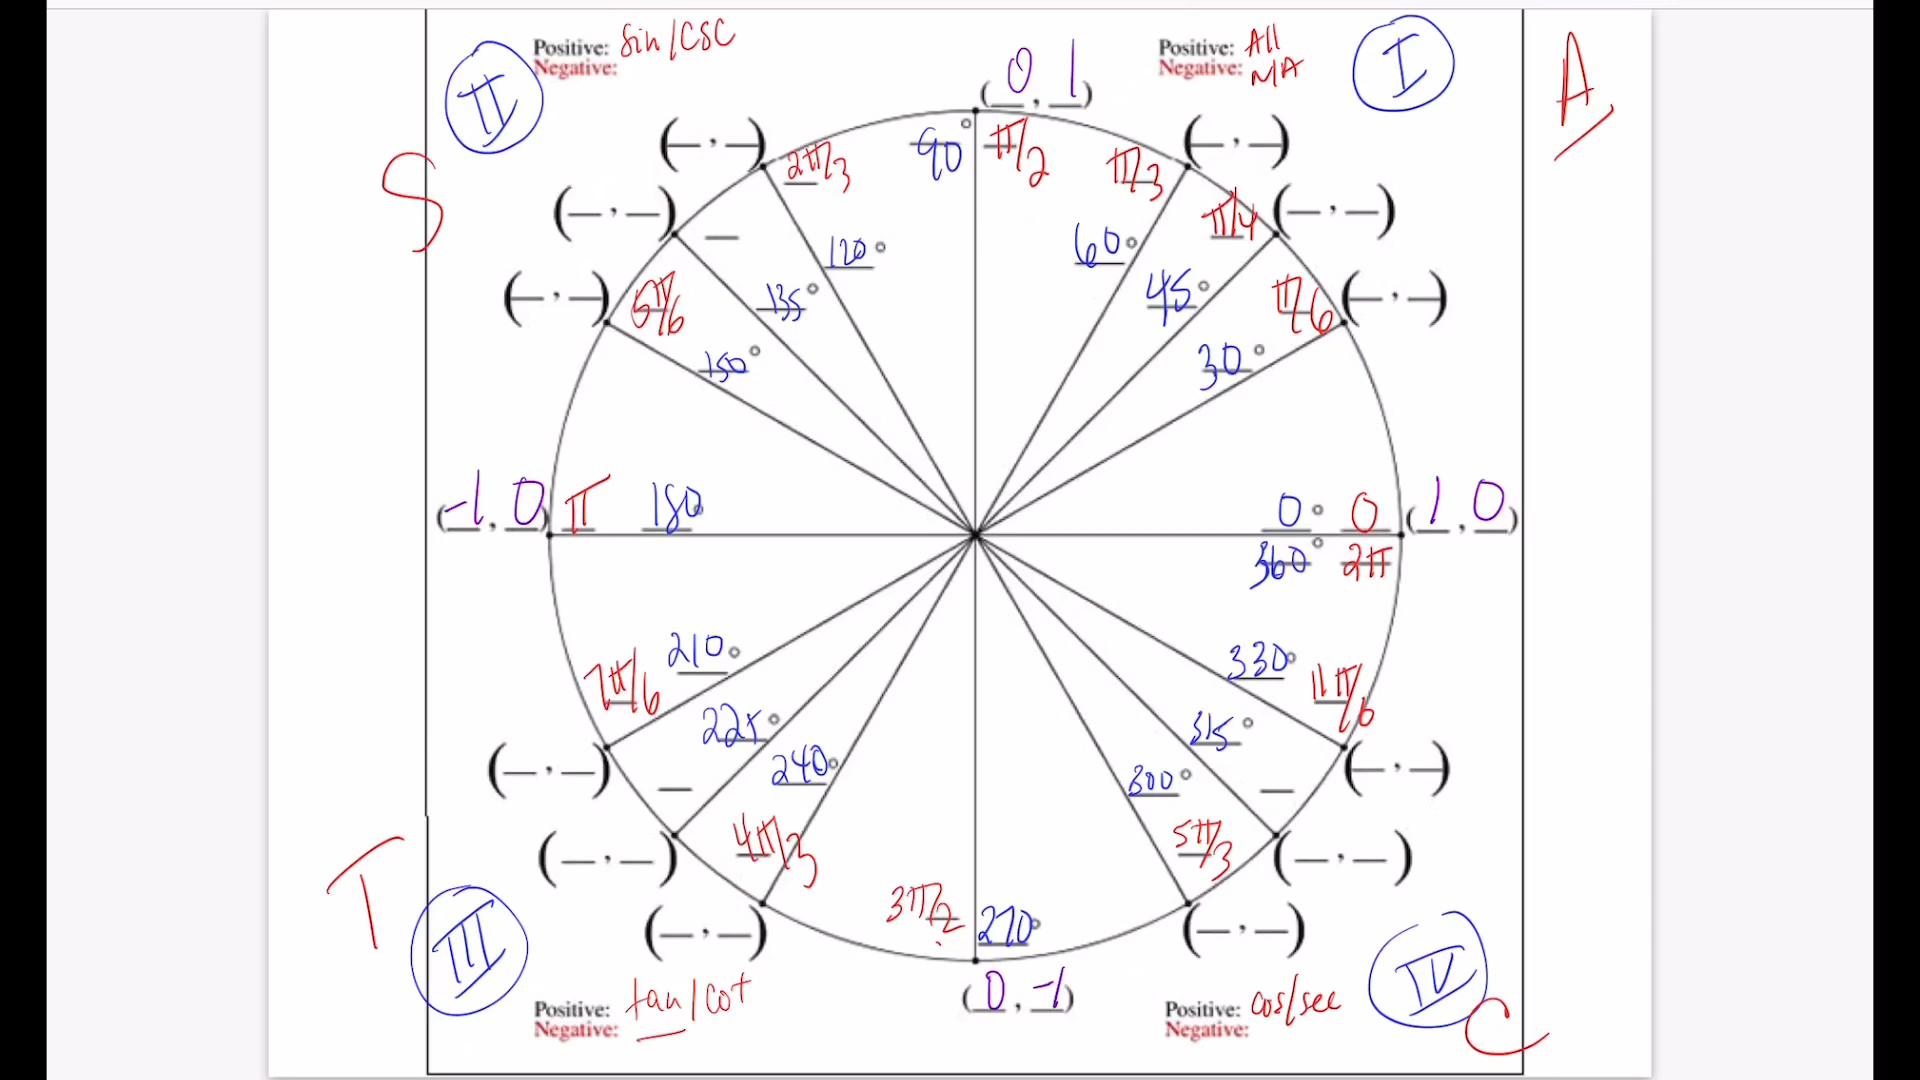 Positive: Sin/CSC
Negative:
II
Positive: All
Negative: NA
I
A
S
(0, 1)
(_, _)
(_, _)
2π/3
90°
π/2
π/3
(_, _)
(_, _)
_
120°
60°
π/4
(_, _)
(_, _)
5π/6
135°
45°
π/6
150°
30°
(-1, 0)
π
180°
0°
0
(1, 0)
360°
2π
210°
7π/6
330°
11π/6
225°
315°
(_, _)
240°
300°
(_, _)
_
_
4π/3
5π/3
(_, _)
(_, _)
T
3π/2
270°
(_, _)
(_, _)
III
IV
C
Positive: tan/cot
Negative:
(0, -1)
Positive: cos/sec
Negative: